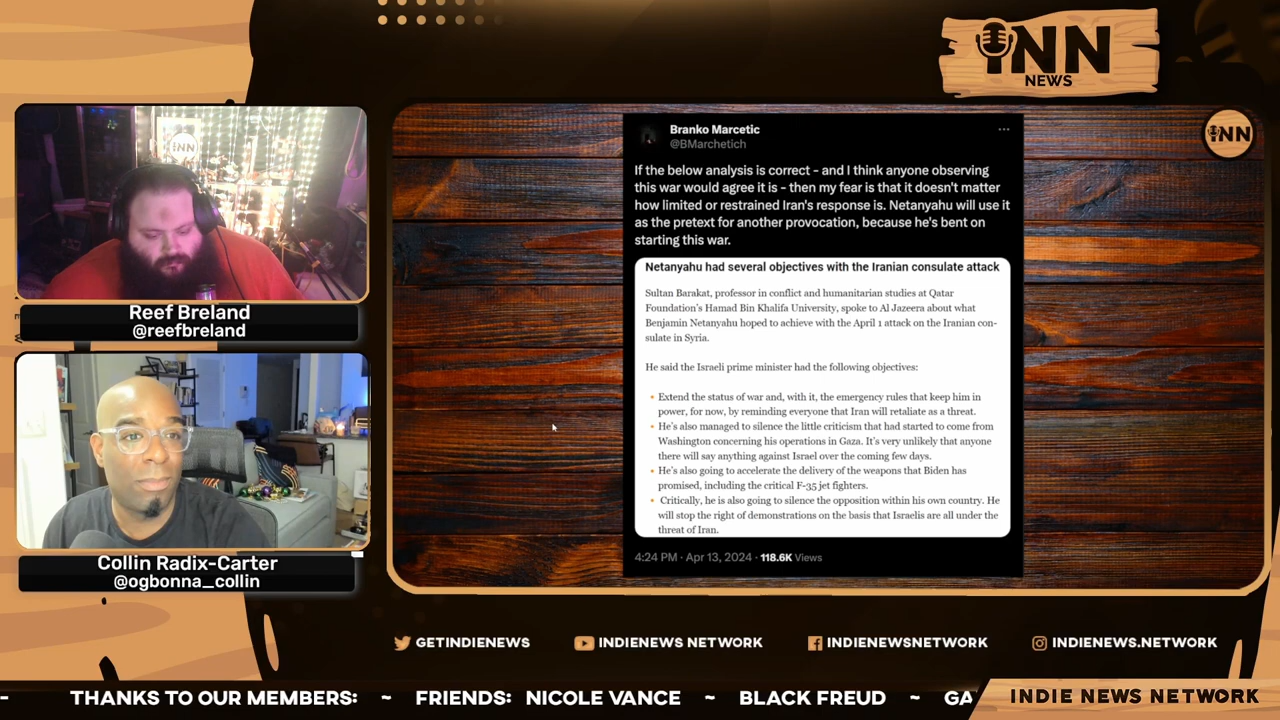 iNN
NEWS
iNN
Branko Marcetic
@BMarchetich
If the below analysis is correct - and I think anyone observing
this war would agree it is - then my fear is that it doesn't matter
how limited or restrained Iran's response is. Netanyahu will use it
as the pretext for another provocation, because he's bent on
starting this war.
Netanyahu had several objectives with the Iranian consulate attack
Sultan Barakat, professor in conflict and humanitarian studies at Qatar
Foundation's Hamad Bin Khalifa University, spoke to Al Jazeera about what
Benjamin Netanyahu hoped to achieve with the April 1 attack on the Iranian con-
sulate in Syria.
He said the Israeli prime minister had the following objectives:
• Extend the status of war and, with it, the emergency rules that keep him in
power, for now, by reminding everyone that Iran will retaliate as a threat.
• He's also managed to silence the little criticism that had started to come from
Washington concerning his operations in Gaza. It's very unlikely that anyone
there will say anything against Israel over the coming few days.
• He's also going to accelerate the delivery of the weapons that Biden has
promised, including the critical F-35 jet fighters.
• Critically, he is also going to silence the opposition within his own country. He
will stop the right of demonstrations on the basis that Israelis are all under the
threat of Iran.
4:24 PM · Apr 13, 2024 · 118.6K Views
iNN
Reef Breland
@reefbreland
Collin Radix-Carter
@ogbonna_collin
GETINDIENEWS INDIENEWS NETWORK INDIENEWSNETWORK INDIENEWS.NETWORK
THANKS TO OUR MEMBERS: ~ FRIENDS: NICOLE VANCE ~ BLACK FREUD ~ GA
INDIE NEWS NETWORK